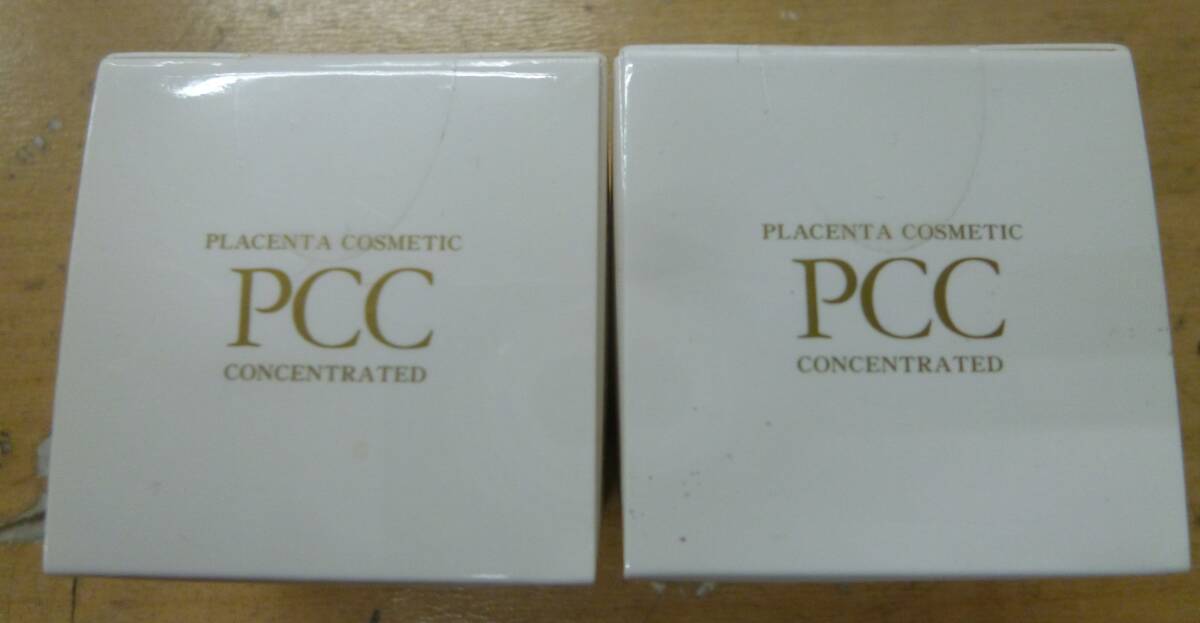 PLACENTA COSMETIC
PCC
CONCENTRATED
PLACENTA COSMETIC
PCC
CONCENTRATED